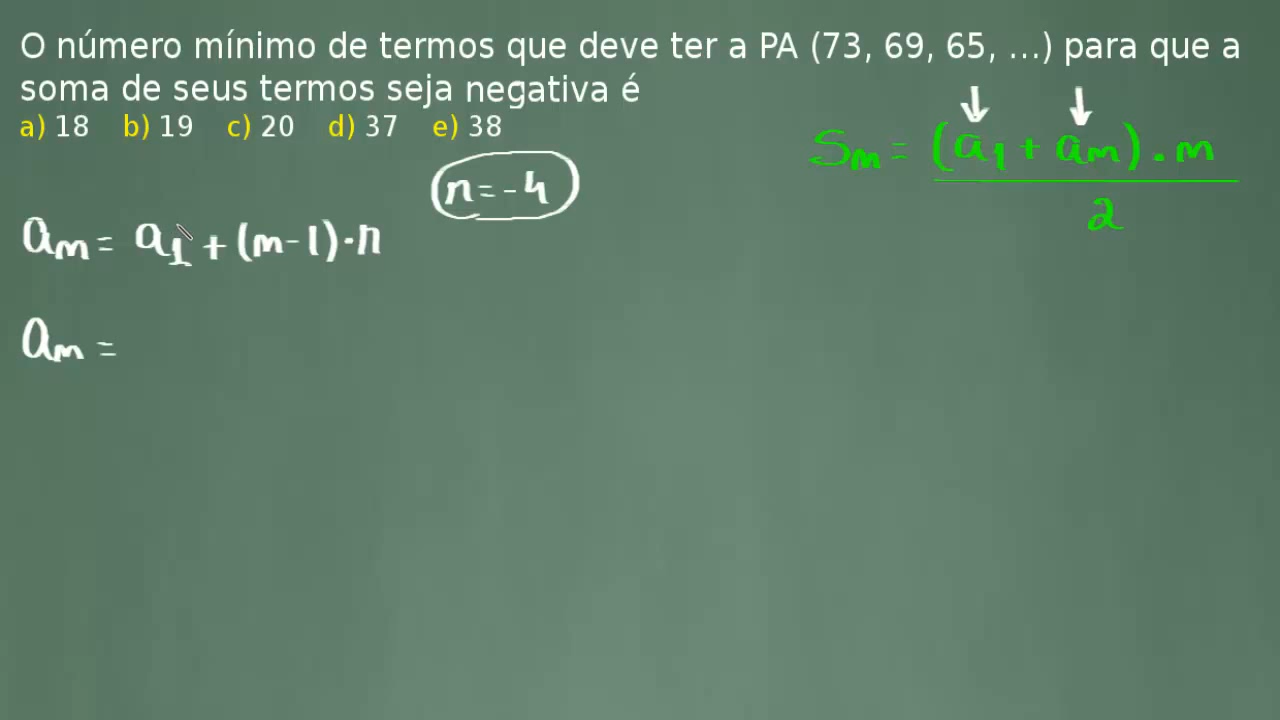 O número mínimo de termos que deve ter a PA (73, 69, 65, ...) para que a
soma de seus termos seja negativa é
a) 18 b) 19 c) 20 d) 37 e) 38
Sn = (a1 + an) . n
2
r = -4
an = a1 + (n-1) · r
an =